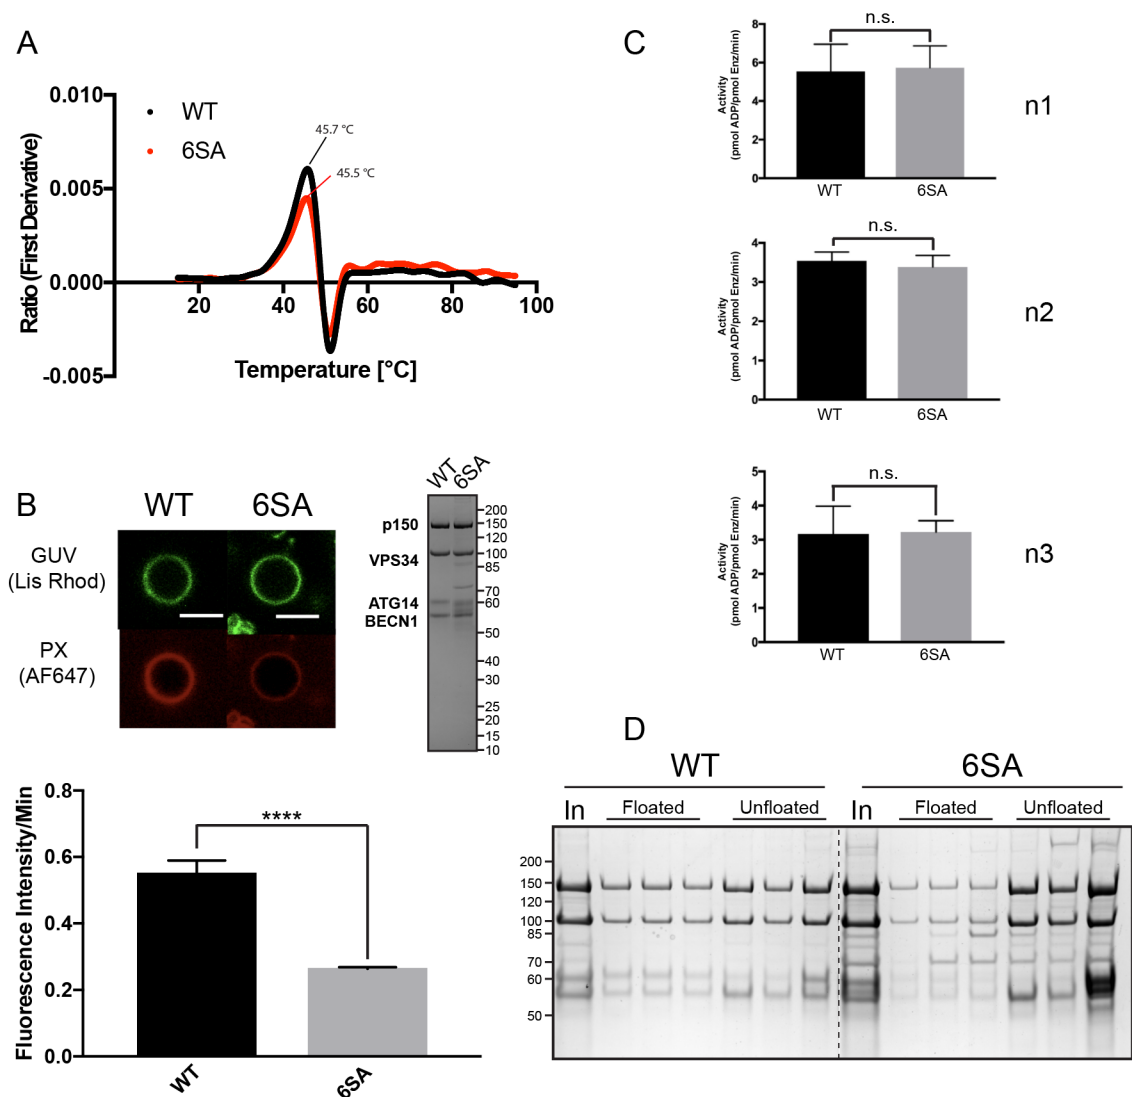 A
0.010
0.005
0.000
-0.005
Ratio (First Derivative)
WT
6SA
45.7 °C
45.5 °C
20
40
60
80
100
Temperature [°C]
B
WT
6SA
GUV
(Lis Rhod)
PX
(AF647)
WT
6SA
p150
VPS34
ATG14
BECN1
200
150
120
100
85
70
60
50
40
30
25
20
15
10
0.8
0.6
0.4
0.2
0.0
Fluorescence Intensity/Min
****
WT
6SA
C
n.s.
8
6
4
2
0
Activity
(pmol ADP/pmol Enz/min)
WT
6SA
n1
n.s.
4
3
2
1
0
Activity
(pmol ADP/pmol Enz/min)
WT
6SA
n2
n.s.
5
4
3
2
1
0
Activity
(pmol ADP/pmol Enz/min)
WT
6SA
n3
D
WT
6SA
In
Floated
Unfloated
In
Floated
Unfloated
200
150
120
100
85
70
60
50